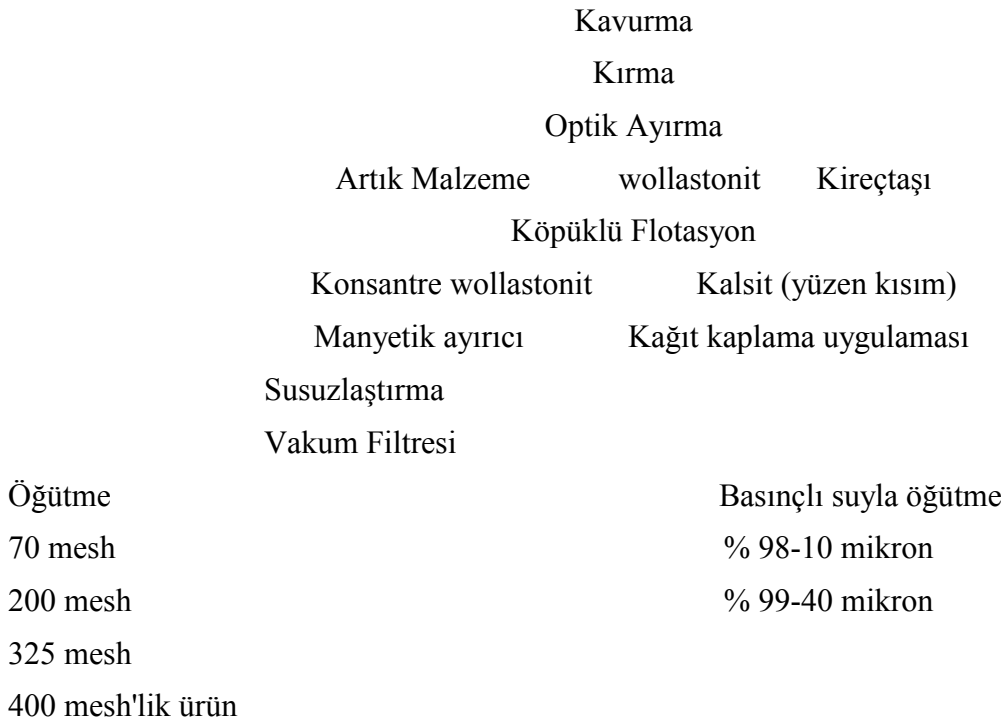 Kavurma
Kırma
Optik Ayırma
Artık Malzeme wollastonit Kireçtaşı
Köpüklü Flotasyon
Konsantre wollastonit Kalsit (yüzen kısım)
Manyetik ayırıcı Kağıt kaplama uygulaması
Susuzlaştırma
Vakum Filtresi
Öğütme Basınçlı suyla öğütme
70 mesh % 98-10 mikron
200 mesh % 99-40 mikron
325 mesh
400 mesh'lik ürün